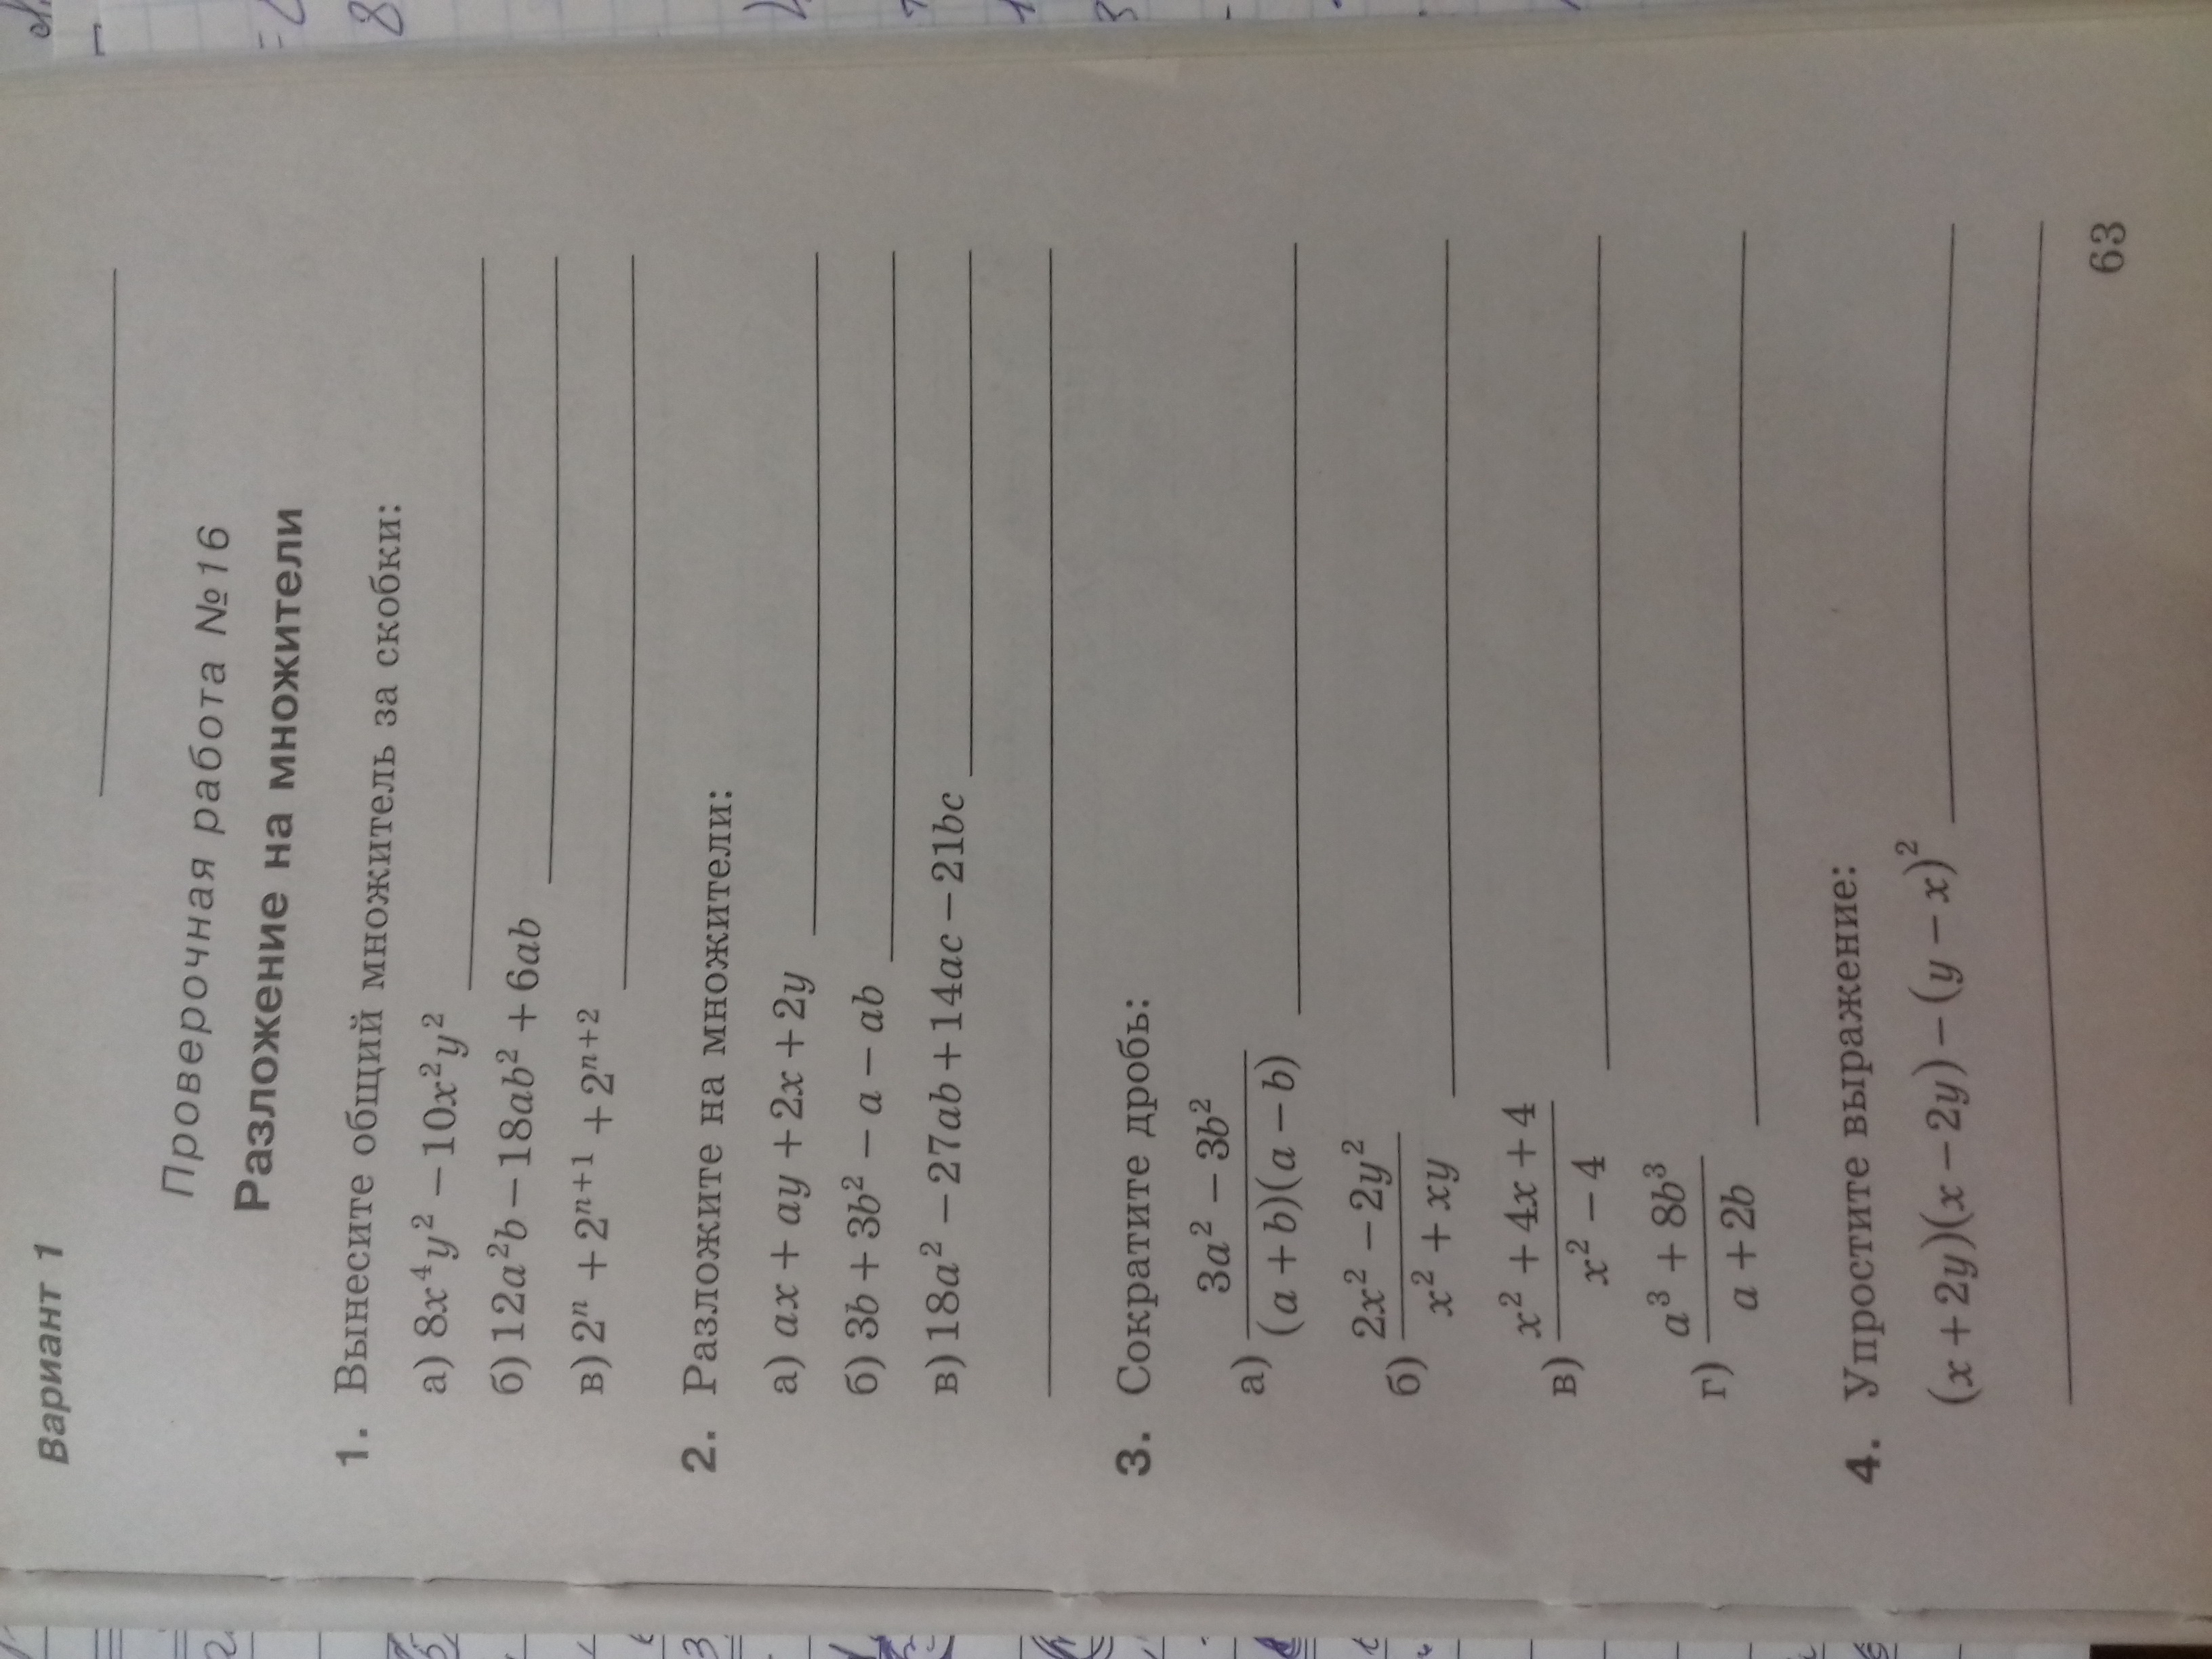 Вариант 1
Проверочная работа №16
Разложение на множители
1. Вынесите общий множитель за скобки:
а) 8x⁴y² − 10x²y²
б) 12a²b − 18ab² + 6ab
в) 2ⁿ + 2ⁿ⁺¹ + 2ⁿ⁺²
2. Разложите на множители:
а) ax + ay + 2x + 2y
б) 3b + 3b² − a − ab
в) 18a² − 27ab + 14ac − 21bc
3. Сократите дробь:
а) (3a² − 3b²)/((a + b)(a − b))
б) (2x² − 2y²)/(x² + xy)
в) (x² + 4x + 4)/(x² − 4)
г) (a³ + 8b³)/(a + 2b)
4. Упростите выражение:
(x + 2y)(x − 2y) − (y − x)²
63